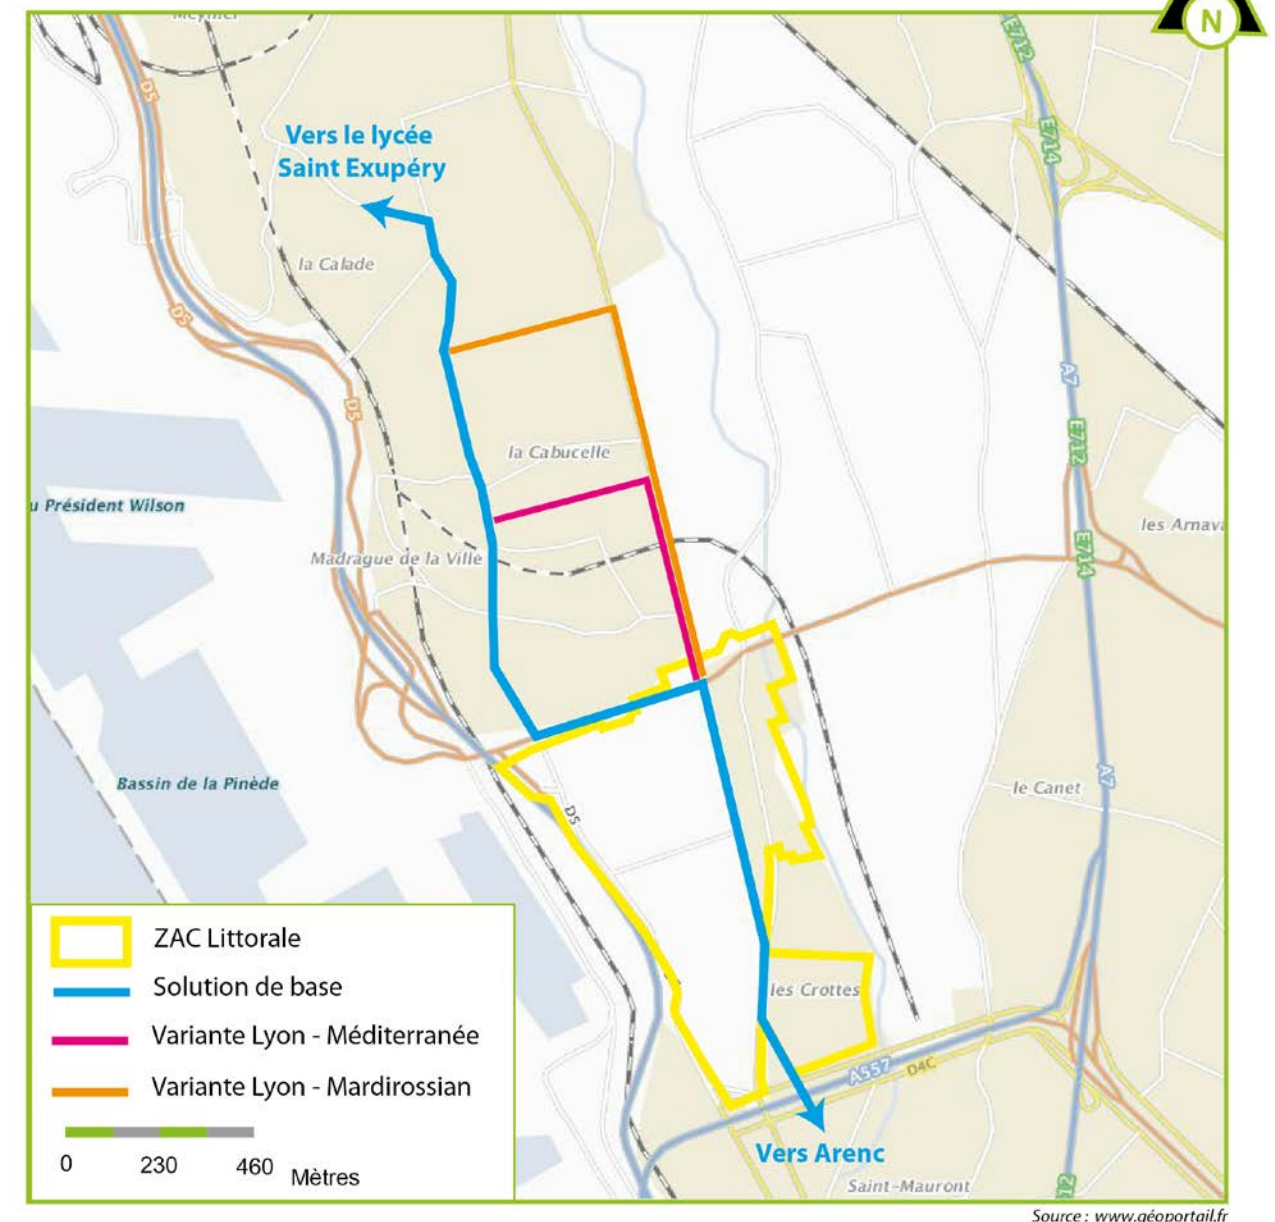 N
E712
D5
E714
Vers le lycée
Saint Exupéry
la Calade
D5
A7
D5
la Cabucelle
E712
u Président Wilson
les Arnava
E714
Madrague de la Ville
Bassin de la Pinède
A7
le Canet
D5
ZAC Littorale
Solution de base
les Crottes
Variante Lyon - Méditerranée
A557
D4C
Variante Lyon - Mardirossian
0
230
460
Mètres
Vers Arenc
Saint-Mauront
Source : www.géoportail.fr